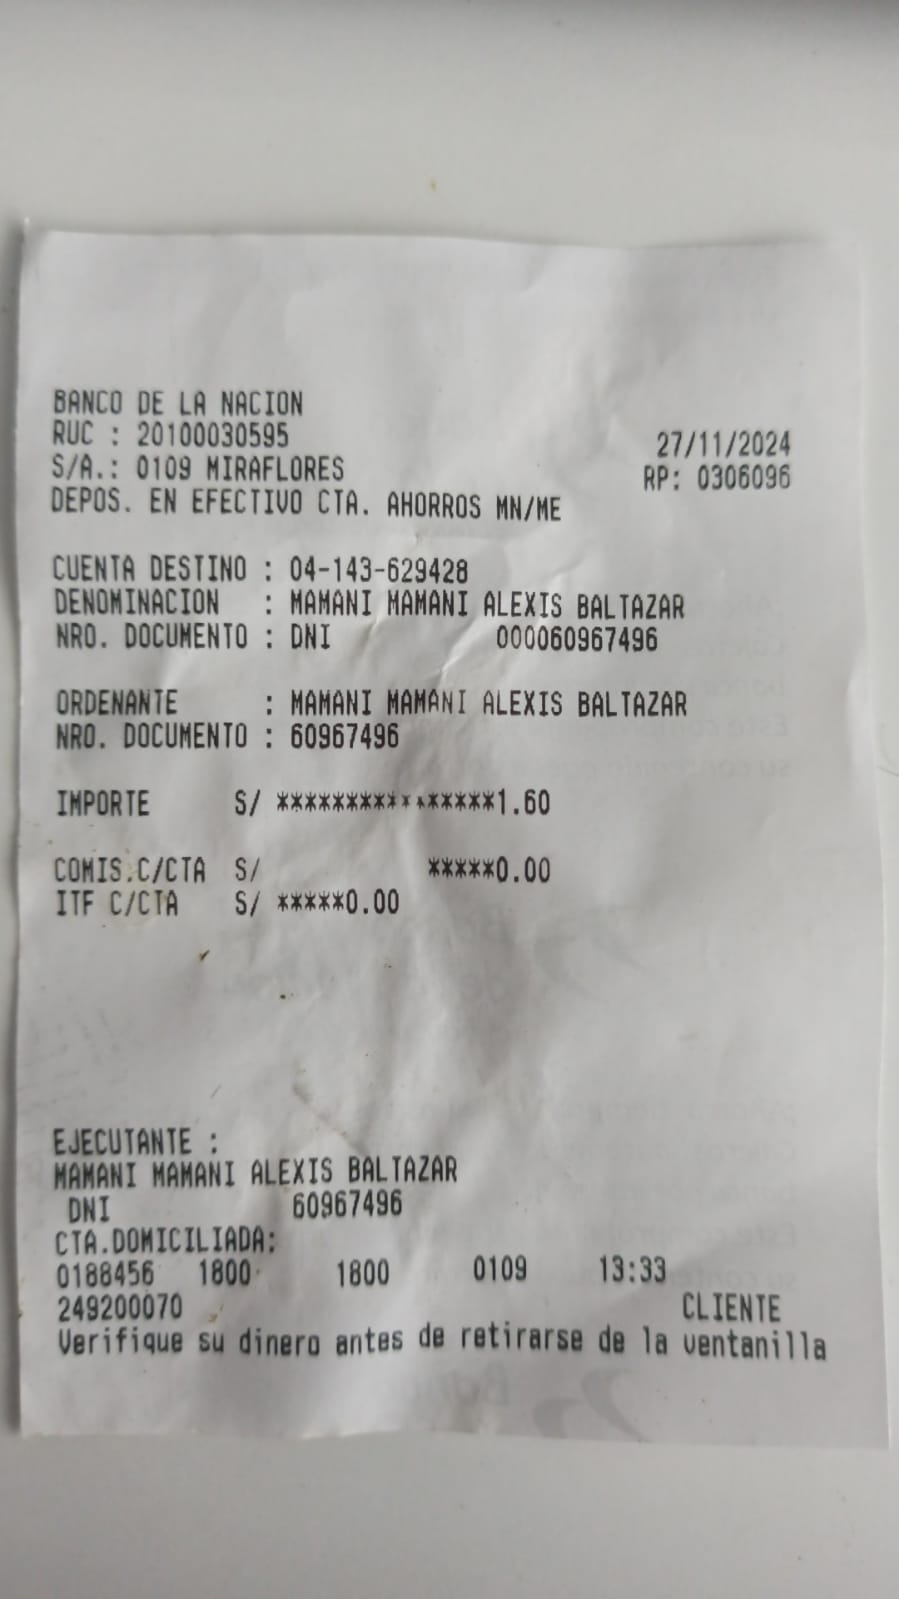 BANCO DE LA NACION
RUC : 20100030595 27/11/2024
S/A.: 0109 MIRAFLORES RP: 0306096
DEPOS. EN EFECTIVO CTA. AHORROS MN/ME
CUENTA DESTINO : 04-143-629428
DENOMINACION : MAMANI MAMANI ALEXIS BALTAZAR
NRO. DOCUMENTO : DNI 000060967496
ORDENANTE : MAMANI MAMANI ALEXIS BALTAZAR
NRO. DOCUMENTO : 60967496
IMPORTE S/ ****************1.60
COMIS.C/CTA S/ *****0.00
ITF C/CTA S/ *****0.00
EJECUTANTE :
MAMANI MAMANI ALEXIS BALTAZAR
DNI 60967496
CTA.DOMICILIADA:
0188456 1800 1800 0109 13:33
249200070 CLIENTE
Verifique su dinero antes de retirarse de la ventanilla